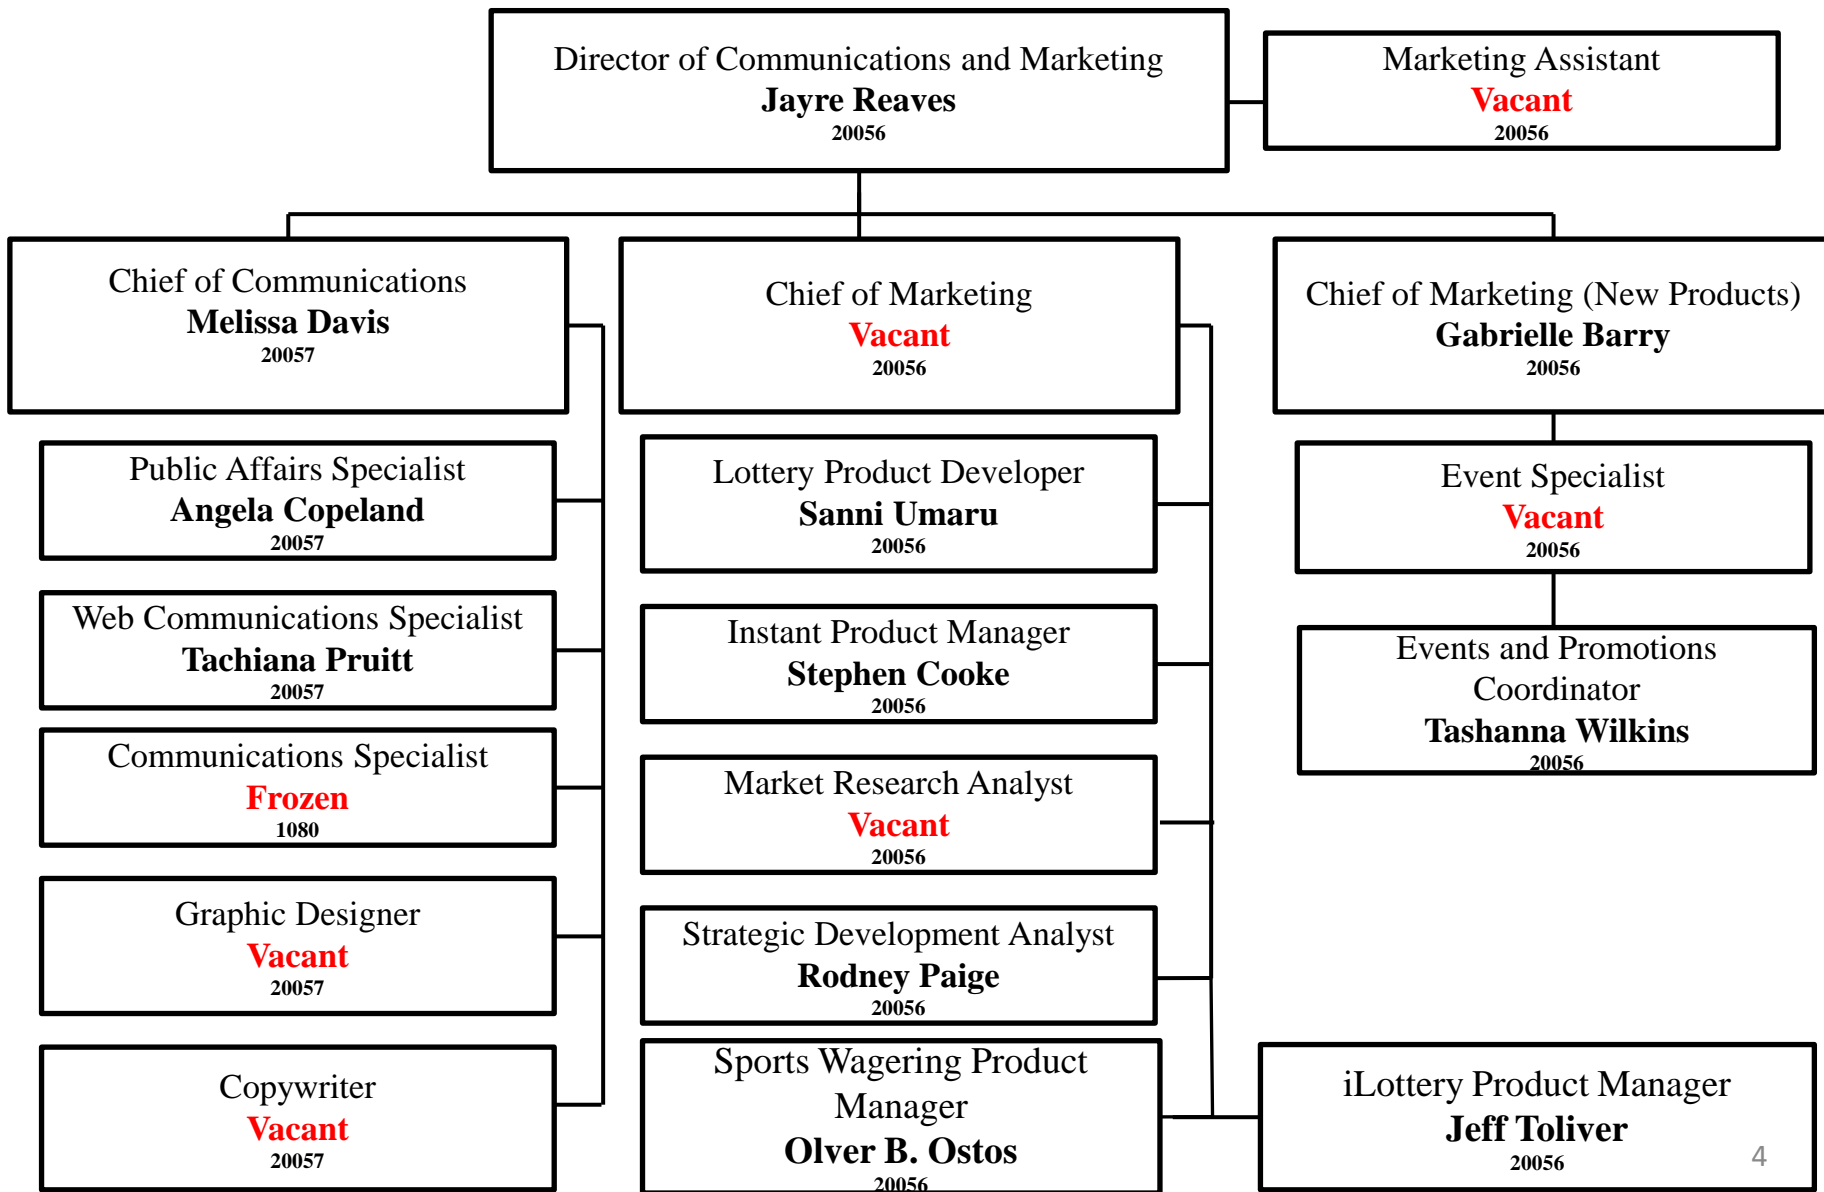 Director of Communications and Marketing
Jayre Reaves
20056
Marketing Assistant
Vacant
20056
Chief of Communications
Melissa Davis
20057
Chief of Marketing
Vacant
20056
Chief of Marketing (New Products)
Gabrielle Barry
20056
Public Affairs Specialist
Angela Copeland
20057
Web Communications Specialist
Tachiana Pruitt
20057
Communications Specialist
Frozen
1080
Graphic Designer
Vacant
20057
Copywriter
Vacant
20057
Lottery Product Developer
Sanni Umaru
20056
Instant Product Manager
Stephen Cooke
20056
Market Research Analyst
Vacant
20056
Strategic Development Analyst
Rodney Paige
20056
Sports Wagering Product
Manager
Olver B. Ostos
20056
Event Specialist
Vacant
20056
Events and Promotions
Coordinator
Tashanna Wilkins
20056
iLottery Product Manager
Jeff Toliver
20056
4